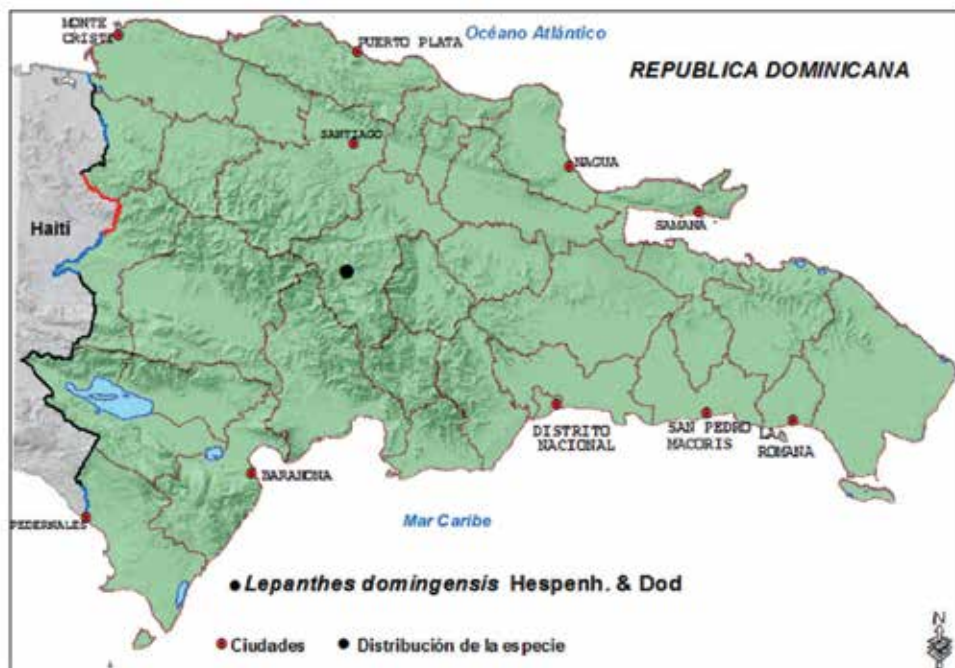 MONTE
CRISTI
PUERTO PLATA
Océano Atlántico
REPUBLICA DOMINICANA
SANTIAGO
NAGUA
SAMANA
Haití
DISTRITO
NACIONAL
SAN PEDRO
MACORIS
LA
ROMANA
BARAHONA
PEDERNALES
Mar Caribe
Lepanthes domingensis Hespenh. & Dod
Ciudades
Distribución de la especie
N